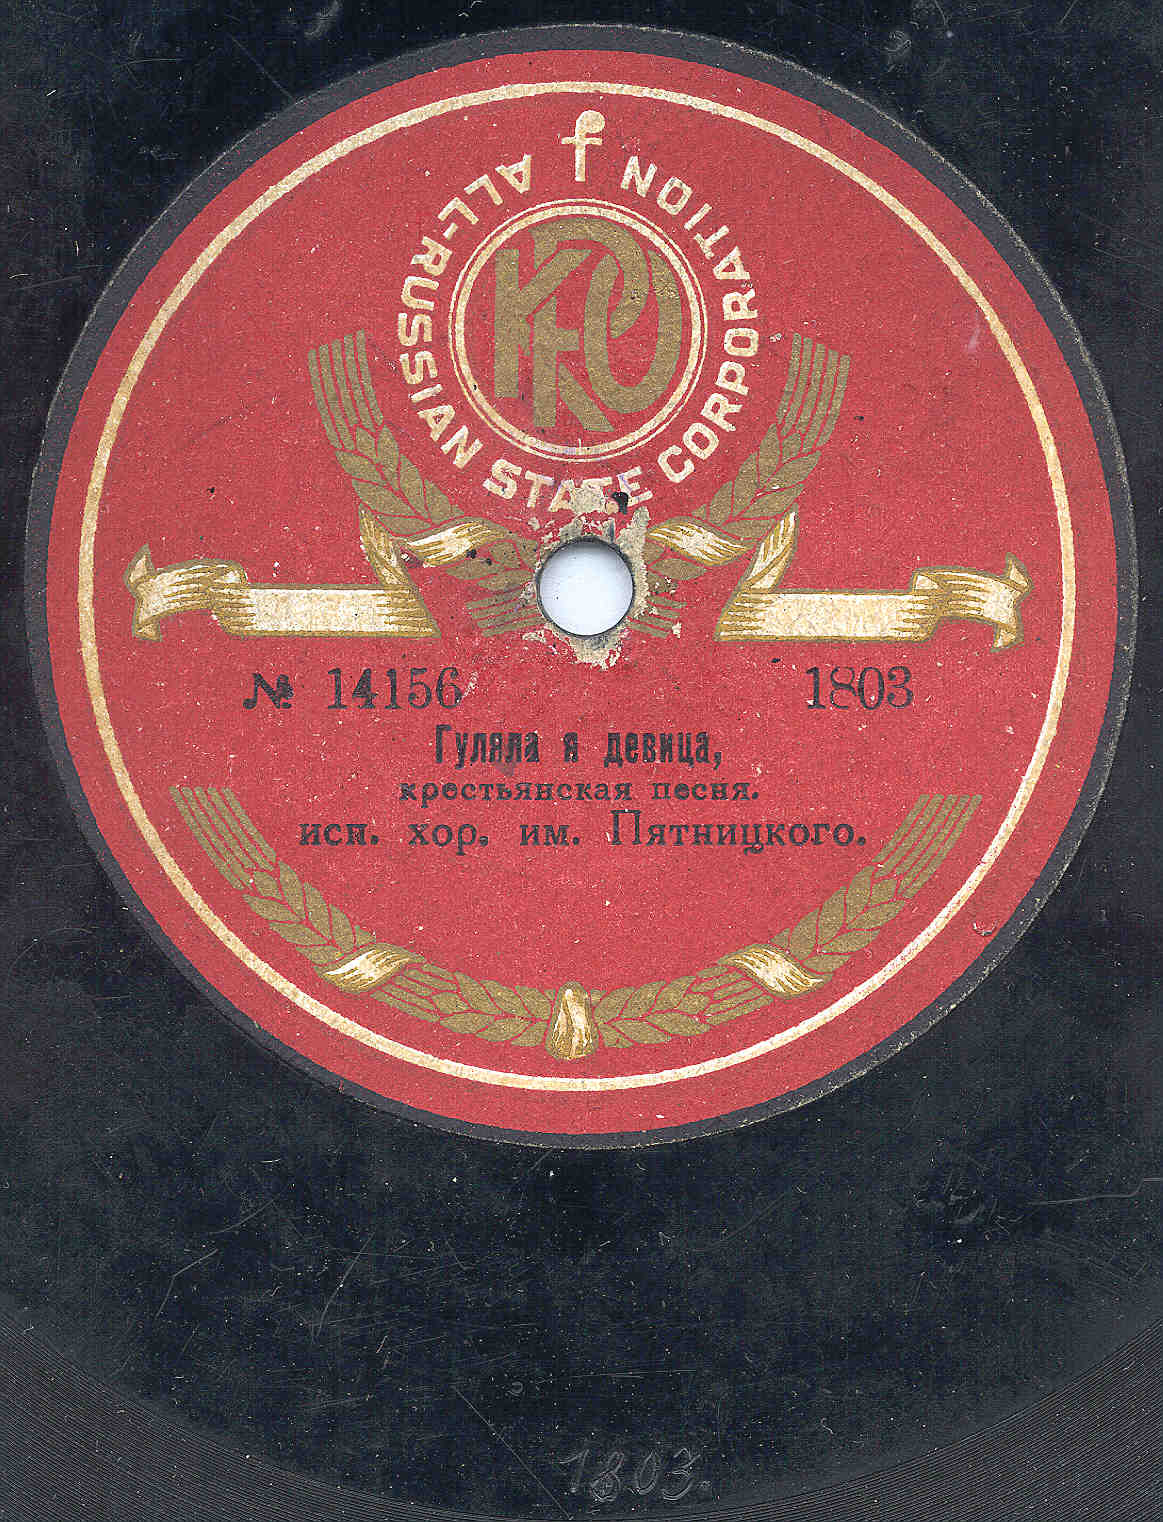 ALL-RUSSIAN STATE CORPORATION
№ 14156 1803
Гуляла я девица,
крестьянская песня.
исп. хор. им. Пятницкого.
1803.